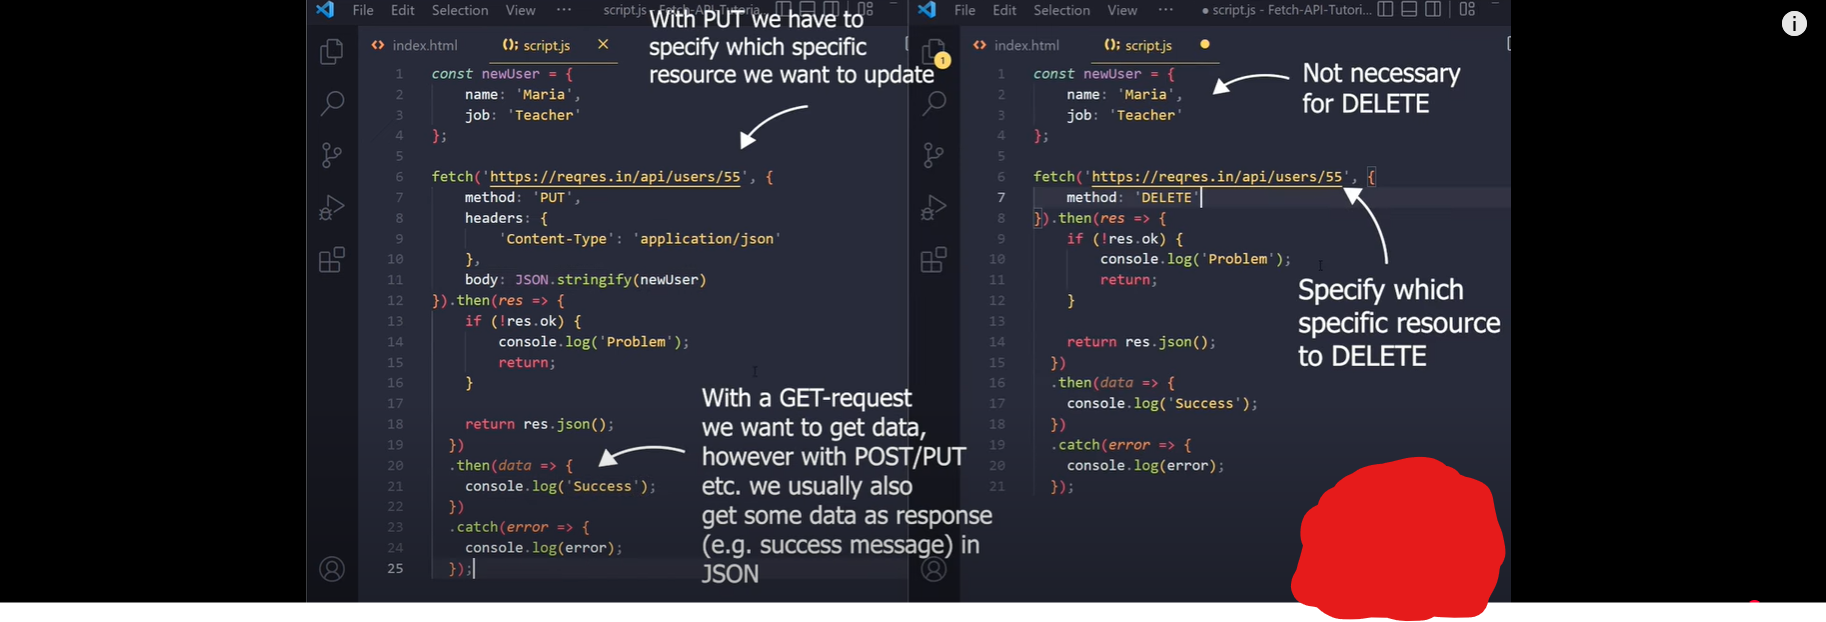 File Edit Selection View ··· script.js - Fetch-API-Tutoria...
index.html script.js
With PUT we have to
specify which specific
resource we want to update
1 const newUser = {
2 name: 'Maria',
3 job: 'Teacher'
4 };
5
6 fetch('https://reqres.in/api/users/55', {
7 method: 'PUT',
8 headers: {
9 'Content-Type': 'application/json'
10 },
11 body: JSON.stringify(newUser)
12 }).then(res => {
13 if (!res.ok) {
14 console.log('Problem');
15 return;
16 }
17
18 return res.json();
19 })
20 .then(data => {
21 console.log('Success');
22 })
23 .catch(error => {
24 console.log(error);
25 });
With a GET-request
we want to get data,
however with POST/PUT
etc. we usually also
get some data as response
(e.g. success message) in
JSON
File Edit Selection View ··· ● script.js - Fetch-API-Tutori...
index.html script.js
1
1 const newUser = {
2 name: 'Maria',
3 job: 'Teacher'
4 };
5
6 fetch('https://reqres.in/api/users/55', {
7 method: 'DELETE'
8 }).then(res => {
9 if (!res.ok) {
10 console.log('Problem');
11 return;
12 }
13
14 return res.json();
15 })
16 .then(data => {
17 console.log('Success');
18 })
19 .catch(error => {
20 console.log(error);
21 });
Not necessary
for DELETE
Specify which
specific resource
to DELETE